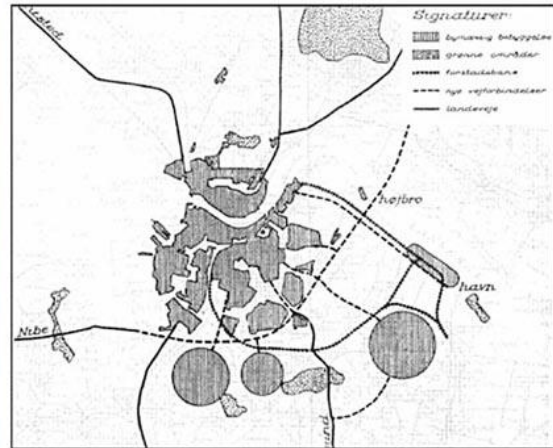 Signaturer:
bymæssig bebyggelse
grønne områder
forstadsbane
nye vejforbindelser
landeveje
højbro
havn
Nibe